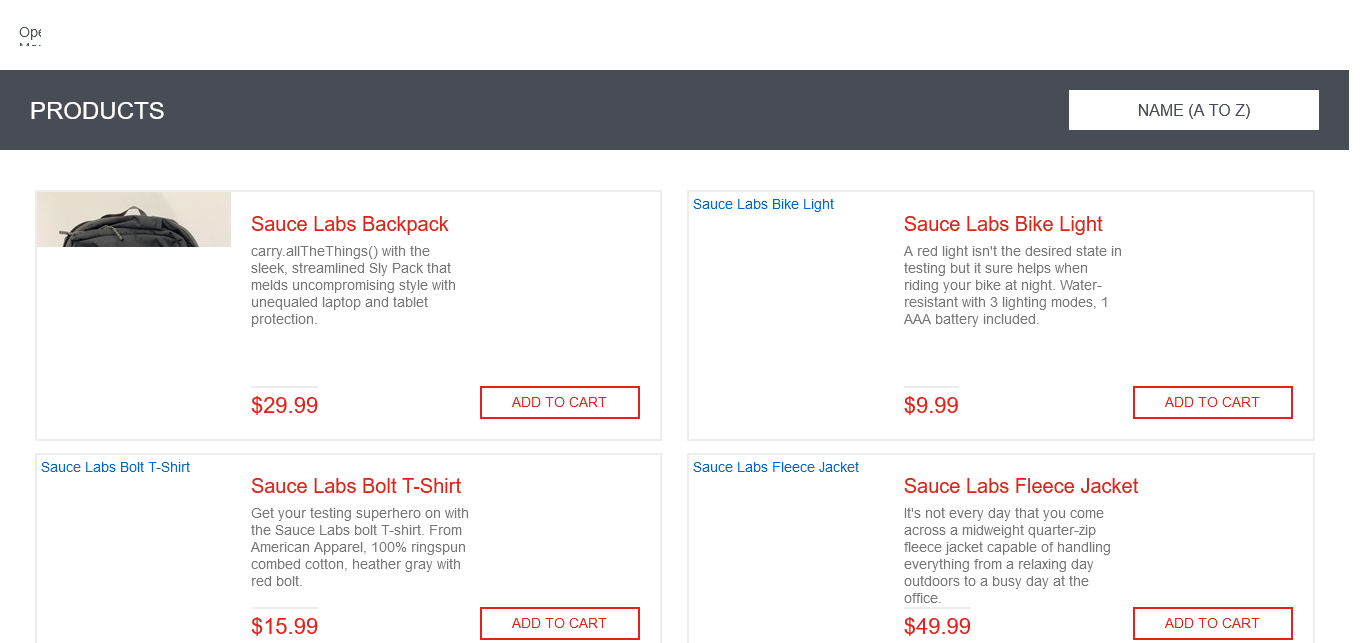 Ope
PRODUCTS
NAME (A TO Z)
Sauce Labs Backpack
carry.allTheThings() with the
sleek, streamlined Sly Pack that
melds uncompromising style with
unequaled laptop and tablet
protection.
$29.99
ADD TO CART
Sauce Labs Bike Light
Sauce Labs Bike Light
A red light isn't the desired state in
testing but it sure helps when
riding your bike at night. Water-
resistant with 3 lighting modes, 1
AAA battery included.
$9.99
ADD TO CART
Sauce Labs Bolt T-Shirt
Sauce Labs Bolt T-Shirt
Get your testing superhero on with
the Sauce Labs bolt T-shirt. From
American Apparel, 100% ringspun
combed cotton, heather gray with
red bolt.
$15.99
ADD TO CART
Sauce Labs Fleece Jacket
Sauce Labs Fleece Jacket
It's not every day that you come
across a midweight quarter-zip
fleece jacket capable of handling
everything from a relaxing day
outdoors to a busy day at the
office.
$49.99
ADD TO CART